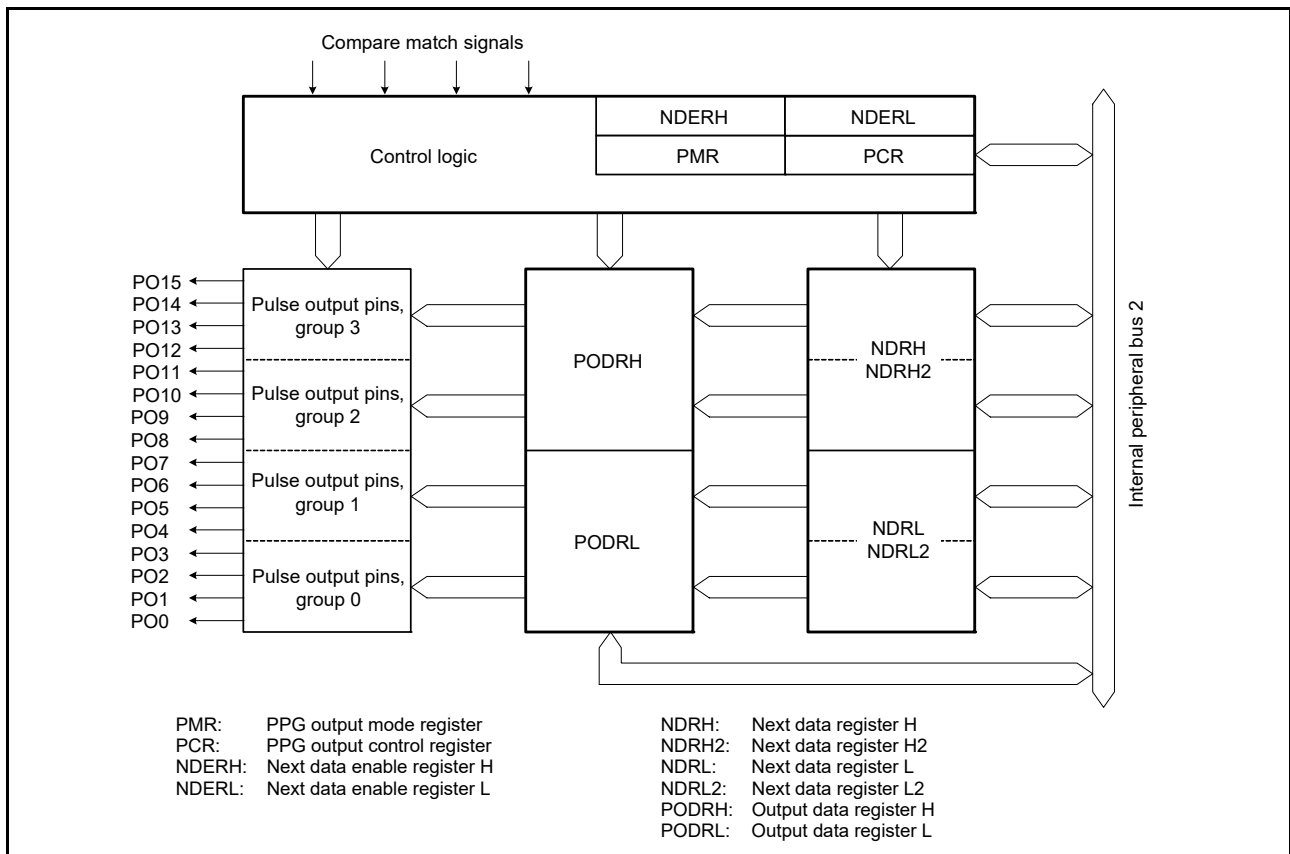 Compare match signals
Control logic
NDERH
NDERL
PMR
PCR
PO15
PO14
PO13
PO12
PO11
PO10
PO9
PO8
PO7
PO6
PO5
PO4
PO3
PO2
PO1
PO0
Pulse output pins,
group 3
Pulse output pins,
group 2
Pulse output pins,
group 1
Pulse output pins,
group 0
PODRH
PODRL
NDRH
NDRH2
NDRL
NDRL2
Internal peripheral bus 2
PMR: PPG output mode register
PCR: PPG output control register
NDERH: Next data enable register H
NDERL: Next data enable register L
NDRH: Next data register H
NDRH2: Next data register H2
NDRL: Next data register L
NDRL2: Next data register L2
PODRH: Output data register H
PODRL: Output data register L